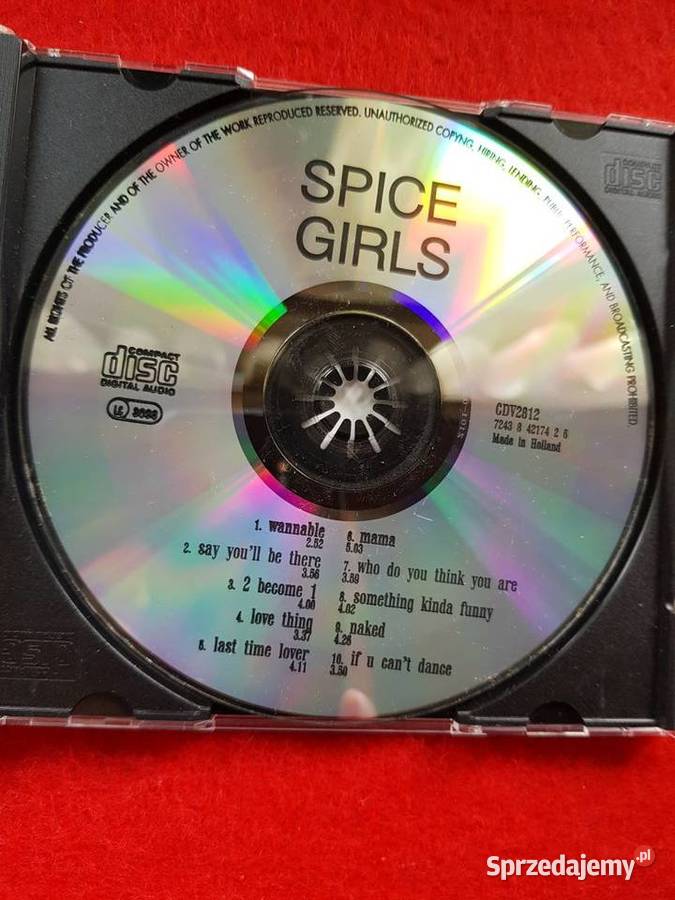 ALL RIGHTS OF THE PRODUCER AND OF THE OWNER OF THE WORK REPRODUCED RESERVED. UNAUTHORIZED COPYNG, HIRING, LENDING, PUBLIC PERFORMANCE, AND BROADCASTING PROHIBITED.
SPICE
GIRLS
COMPACT
disc
DIGITAL AUDIO
COMPACT
disc
DIGITAL AUDIO
CDV2812
7243 8 42174 2 5
Made in Holland
1. wannable
2.52
2. say you'll be there
3.56
3. 2 become 1
4.00
4. love thing
3.37
5. last time lover
4.11
6. mama
5.03
7. who do you think you are
3.59
8. something kinda funny
4.02
9. naked
4.26
10. if u can't dance
3.50
Sprzedajemy.pl